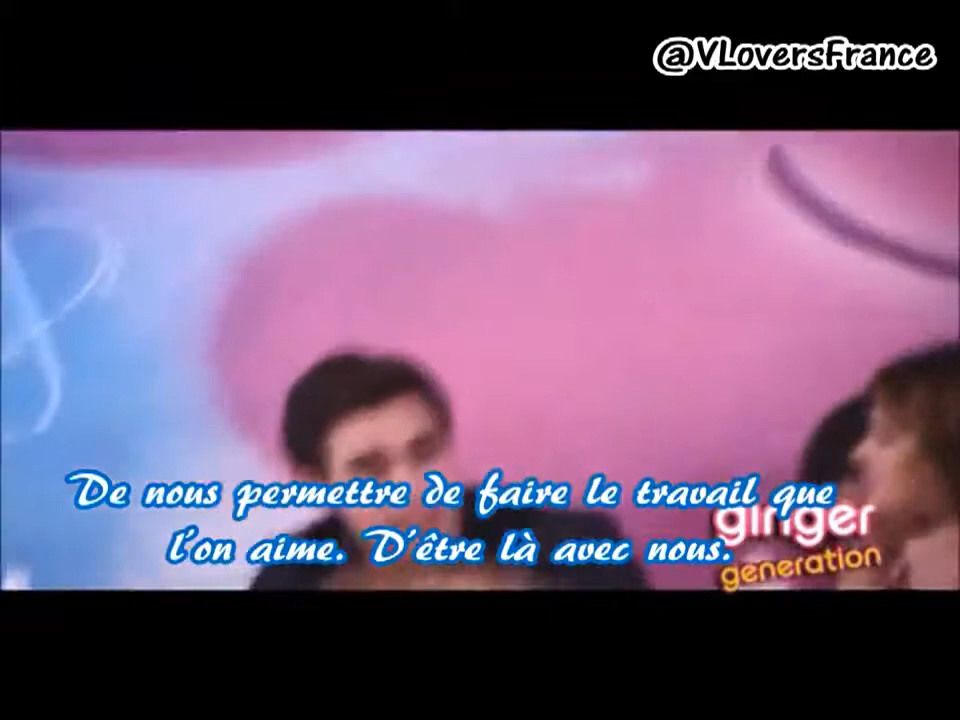 @VLoversFrance
De nous permettre de faire le travail que
l'on aime. D'être là avec nous.
ginger
generation